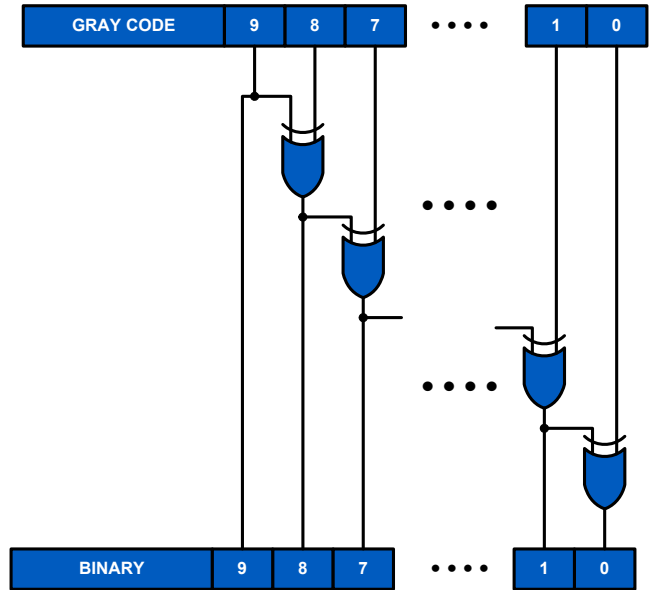 GRAY CODE 9 8 7 •••• 1 0
BINARY 9 8 7 •••• 1 0